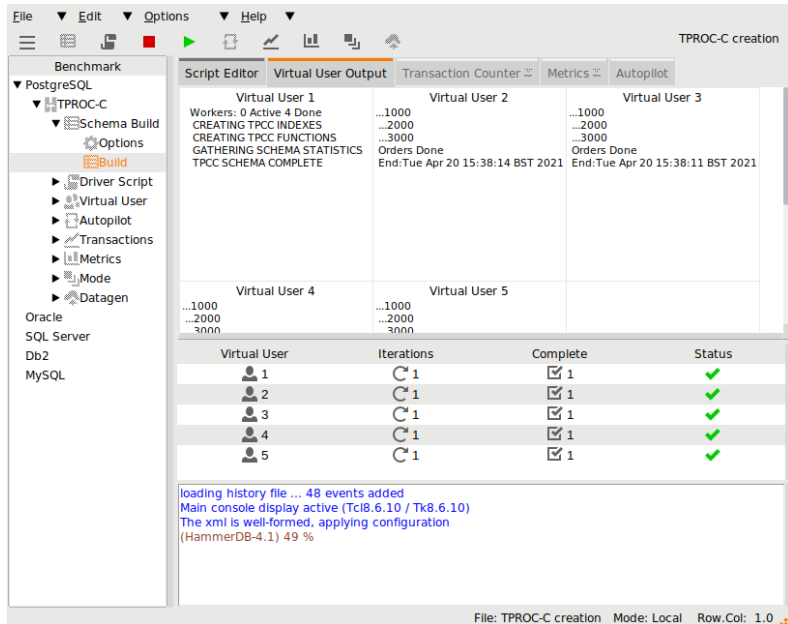 File Edit Options Help
TPROC-C creation
Benchmark
PostgreSQL
TPROC-C
Schema Build
Options
Build
Driver Script
Virtual User
Autopilot
Transactions
Metrics
Mode
Datagen
Oracle
SQL Server
Db2
MySQL
Script Editor Virtual User Output Transaction Counter Metrics Autopilot
Virtual User 1
Workers: 0 Active 4 Done
CREATING TPCC INDEXES
CREATING TPCC FUNCTIONS
GATHERING SCHEMA STATISTICS
TPCC SCHEMA COMPLETE
Virtual User 2
...1000
...2000
...3000
Orders Done
End:Tue Apr 20 15:38:14 BST 2021
Virtual User 3
...1000
...2000
...3000
Orders Done
End:Tue Apr 20 15:38:11 BST 2021
Virtual User 4
...1000
...2000
...3000
Virtual User 5
...1000
...2000
...3000
Virtual User Iterations Complete Status
1 1 1
2 1 1
3 1 1
4 1 1
5 1 1
loading history file ... 48 events added
Main console display active (Tcl8.6.10 / Tk8.6.10)
The xml is well-formed, applying configuration
(HammerDB-4.1) 49 %
File: TPROC-C creation Mode: Local Row.Col: 1.0